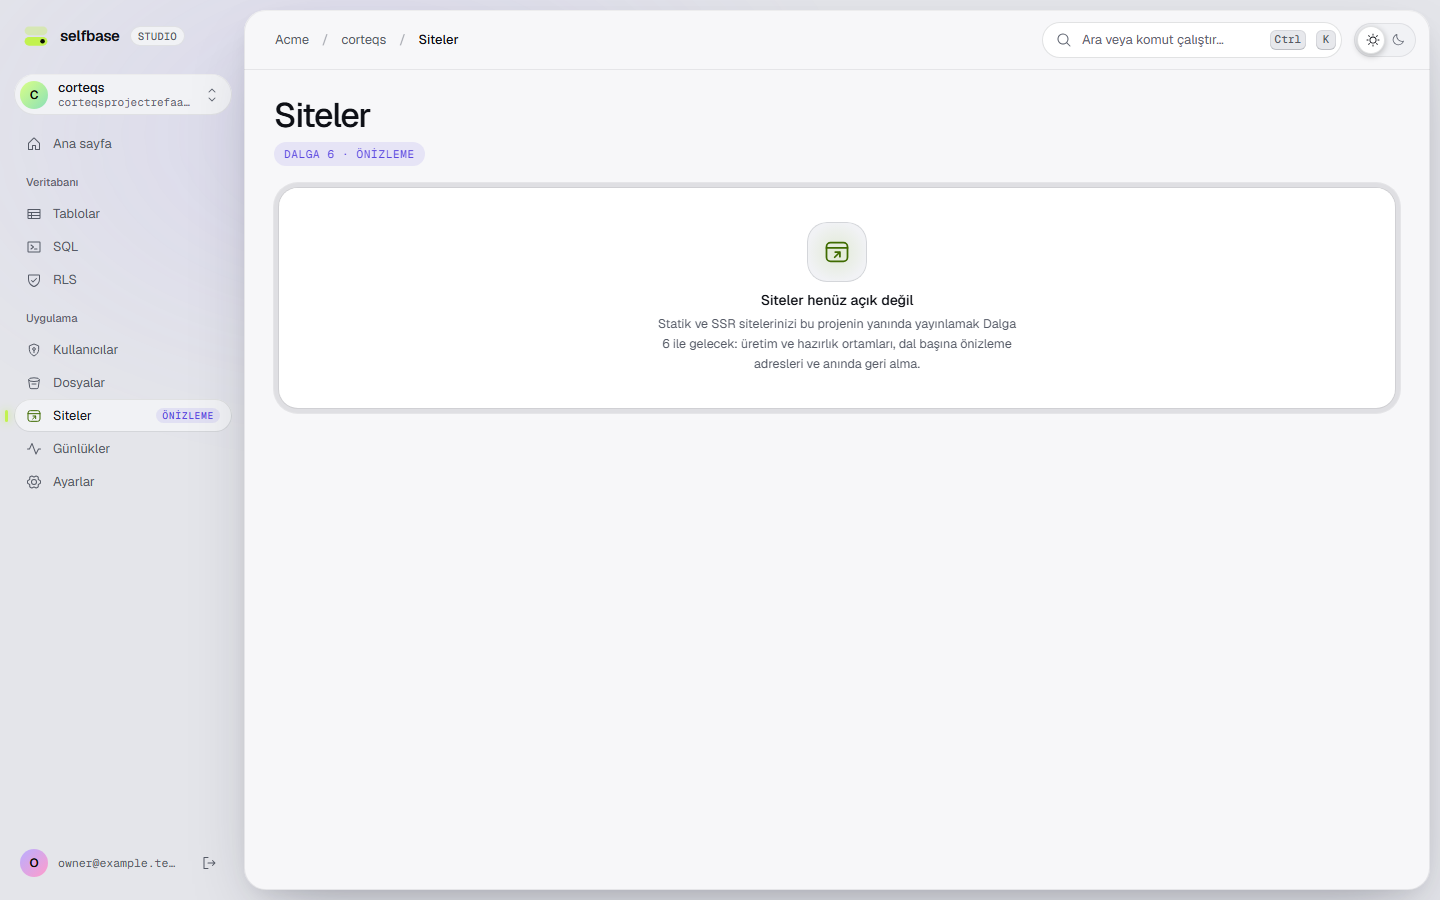 selfbase STUDIO
Acme / corteqs / Siteler
Ara veya komut çalıştır... Ctrl K
C corteqs
corteqsprojectrefaa...
Ana sayfa
Veritabanı
Tablolar
SQL
RLS
Uygulama
Kullanıcılar
Dosyalar
Siteler ÖNİZLEME
Günlükler
Ayarlar
O owner@example.te...
Siteler
DALGA 6 · ÖNİZLEME
Siteler henüz açık değil
Statik ve SSR sitelerinizi bu projenin yanında yayınlamak Dalga
6 ile gelecek: üretim ve hazırlık ortamları, dal başına önizleme
adresleri ve anında geri alma.